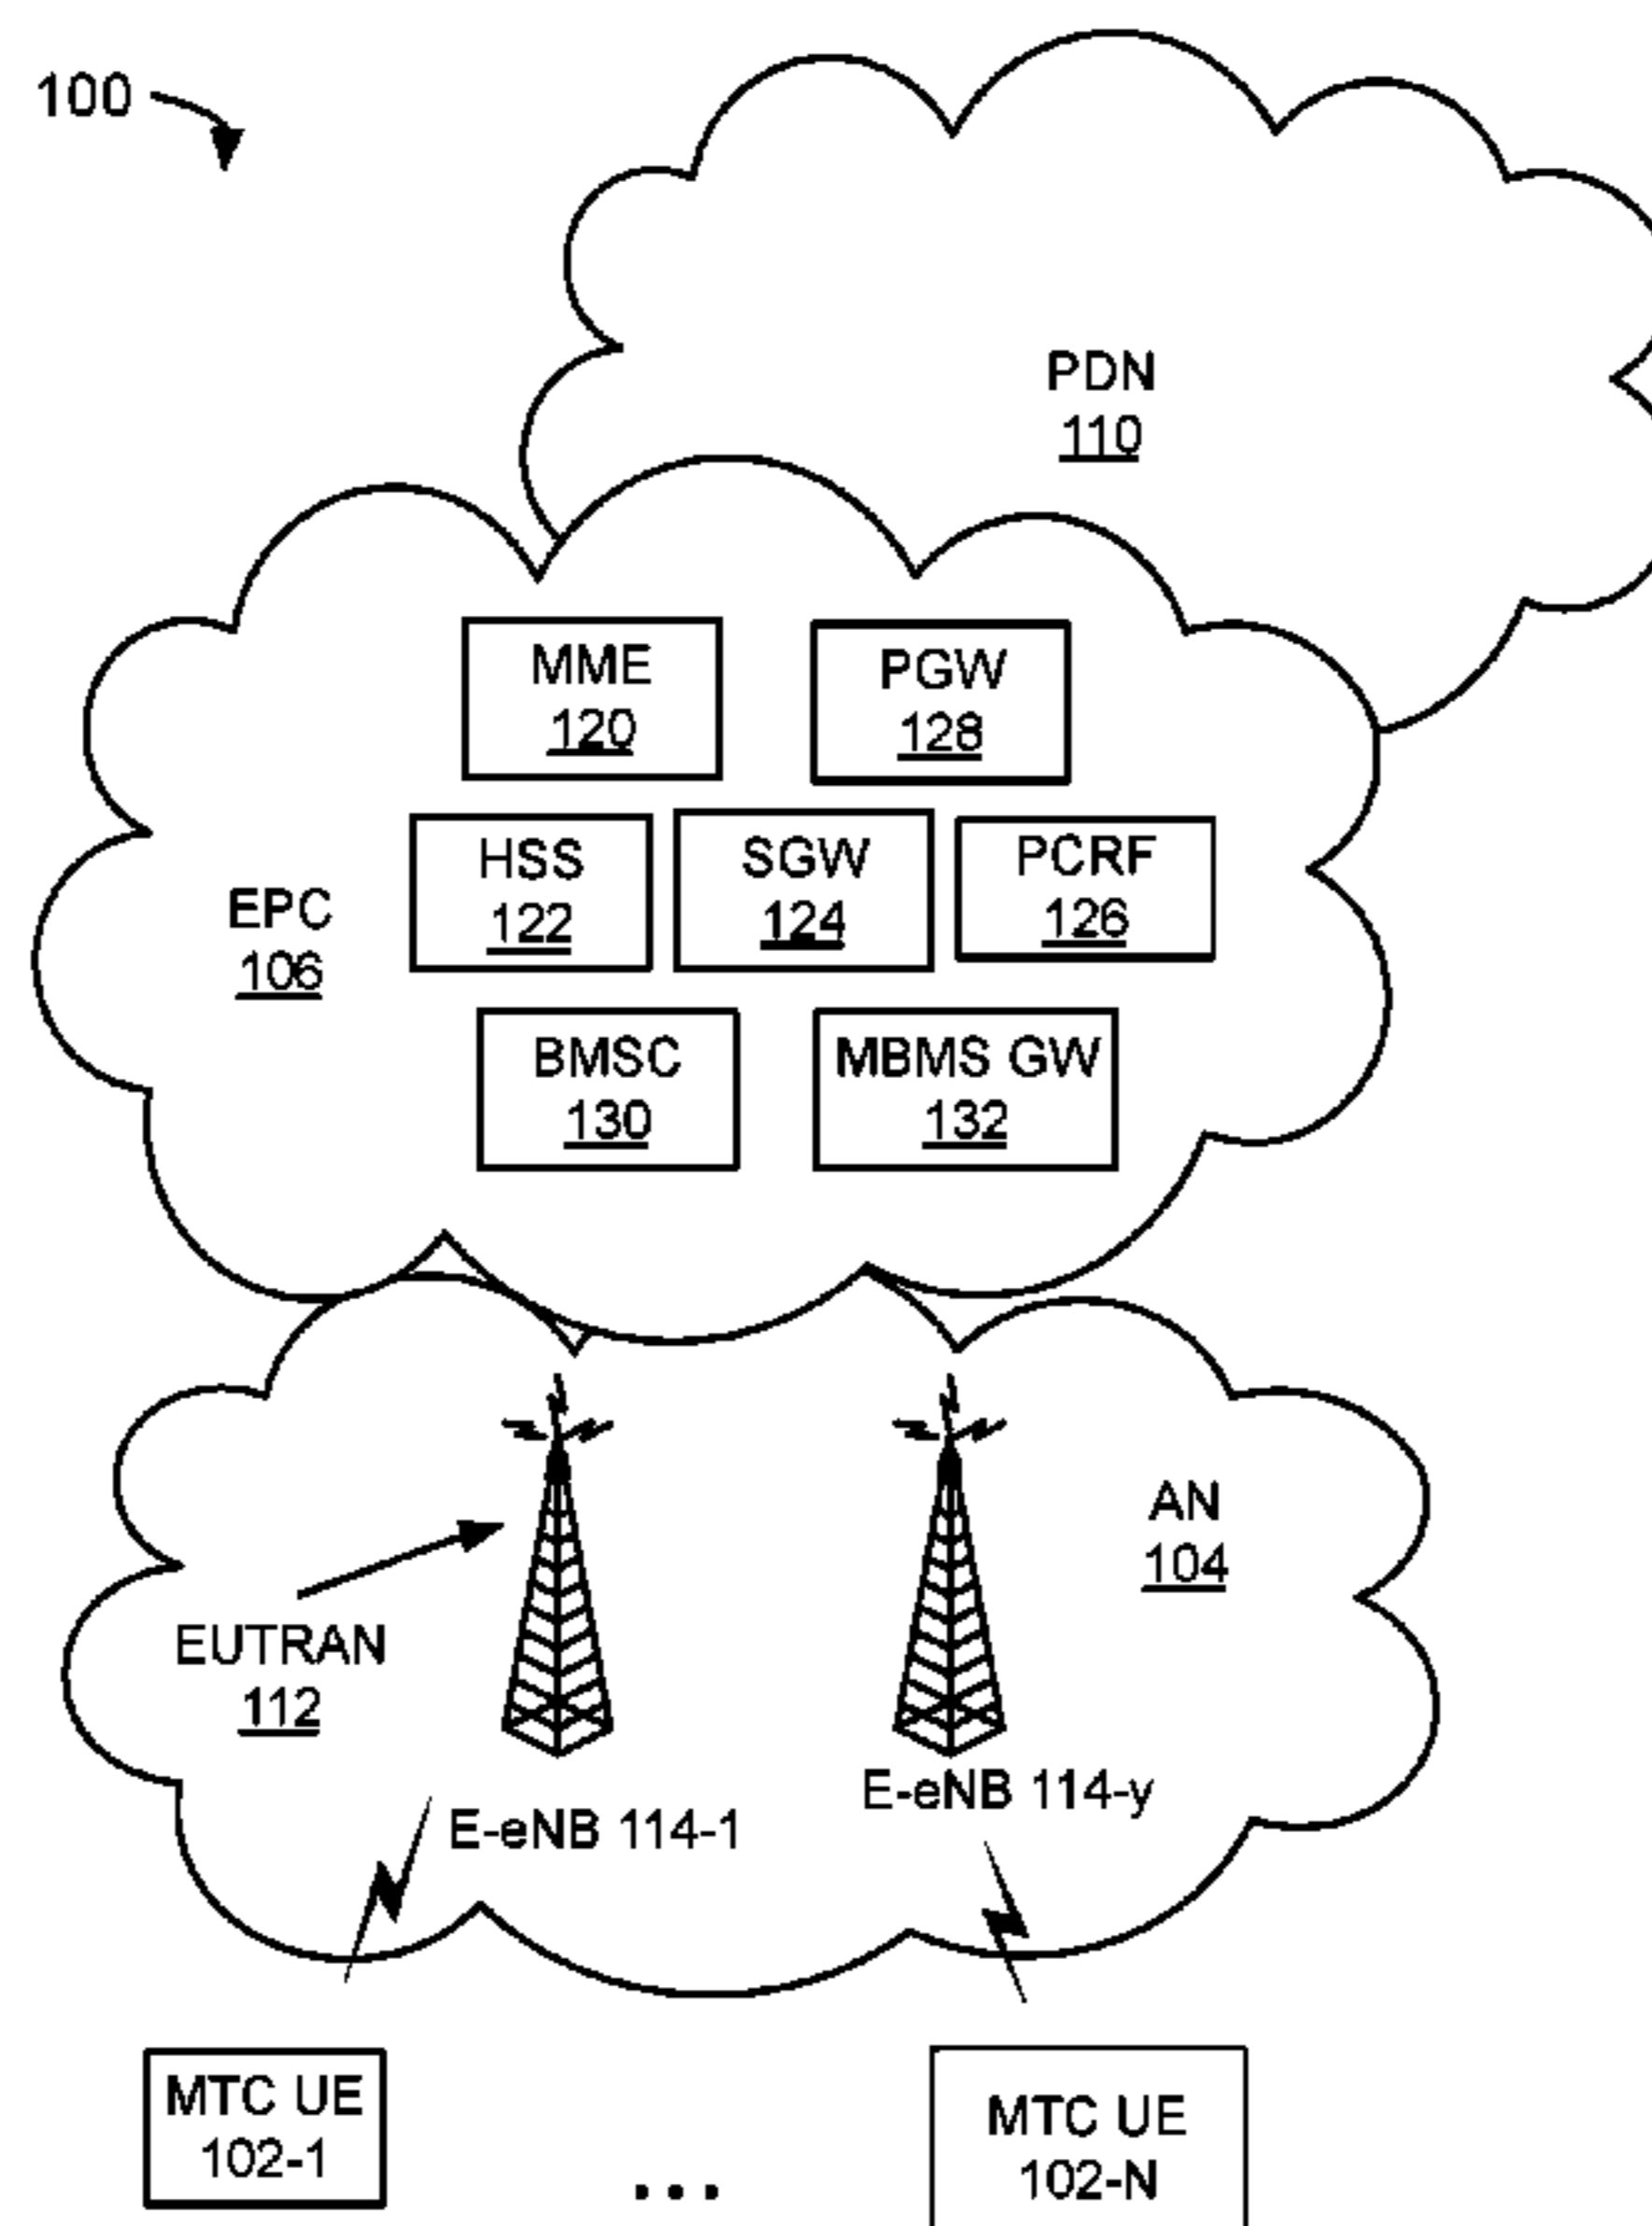 100
PDN
110
MME
120
PGW
128
HSS
122
SGW
124
PCRF
126
EPC
106
BMSC
130
MBMS GW
132
AN
104
EUTRAN
112
E-eNB 114-1
E-eNB 114-y
MTC UE
102-1
...
MTC UE
102-N